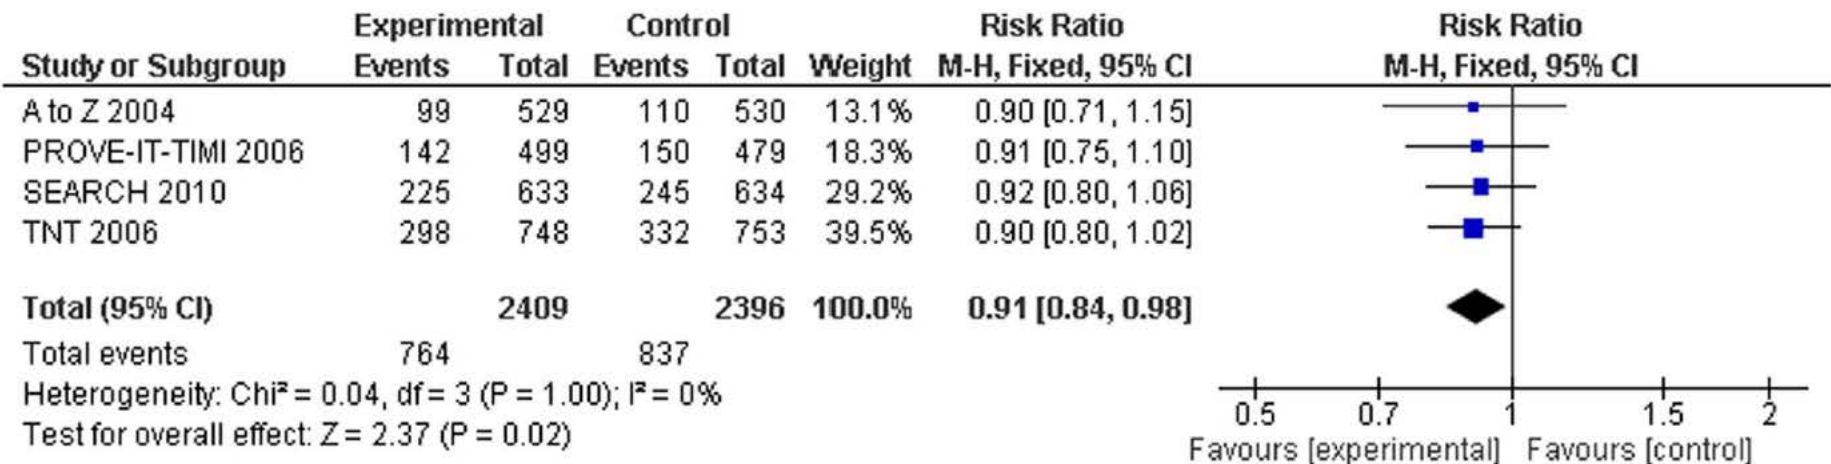 Experimental Control Risk Ratio Risk Ratio
Study or Subgroup Events Total Events Total Weight M-H, Fixed, 95% CI M-H, Fixed, 95% CI
A to Z 2004 99 529 110 530 13.1% 0.90 [0.71, 1.15]
PROVE-IT-TIMI 2006 142 499 150 479 18.3% 0.91 [0.75, 1.10]
SEARCH 2010 225 633 245 634 29.2% 0.92 [0.80, 1.06]
TNT 2006 298 748 332 753 39.5% 0.90 [0.80, 1.02]
Total (95% CI) 2409 2396 100.0% 0.91 [0.84, 0.98]
Total events 764 837
Heterogeneity: Chi² = 0.04, df = 3 (P = 1.00); I² = 0%
Test for overall effect: Z = 2.37 (P = 0.02)
0.5 0.7 1 1.5 2
Favours [experimental] Favours [control]